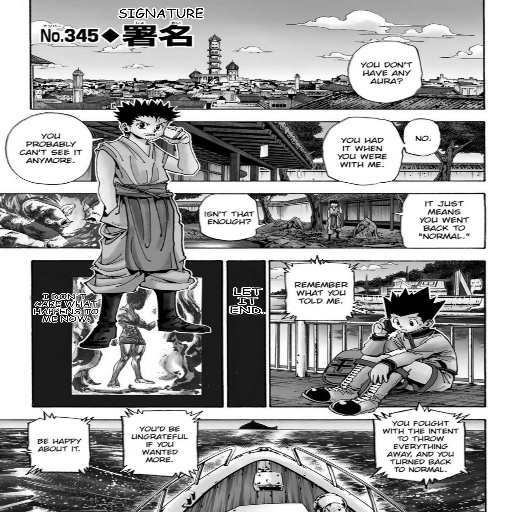 SIGNATURE
No.345◆署名
YOU DON'T
HAVE ANY
AURA?
NO.
YOU HAD
IT WHEN
YOU WERE
WITH ME.
YOU
PROBABLY
CAN'T SEE IT
ANYMORE.
IT JUST
MEANS
YOU WENT
BACK TO
"NORMAL."
ISN'T THAT
ENOUGH?
REMEMBER
WHAT YOU
TOLD ME.
LET
IT
END.
I DON'T
CARE WHAT
HAPPENS TO
ME NOW.
YOU FOUGHT
WITH THE INTENT
TO THROW
EVERYTHING
AWAY, AND YOU
TURNED BACK
TO NORMAL.
YOU'D BE
UNGRATEFUL
IF YOU
WANTED
MORE.
BE HAPPY
ABOUT IT.